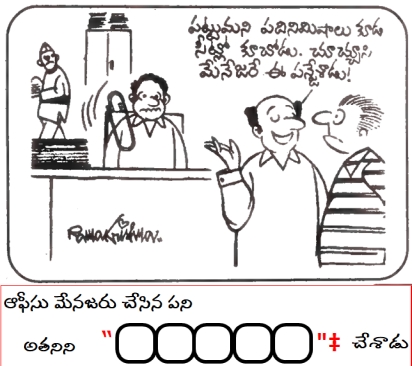 పట్టుమని పదినిమిషాలు కూడ
సీట్లో కూచోడు. చూచ్చూసి
మేనేజరే ఈ పన్జేశాడు!
ఆఫీసు మేనజరు చేసిన పని
అతనిని " "‡ చేశాడు